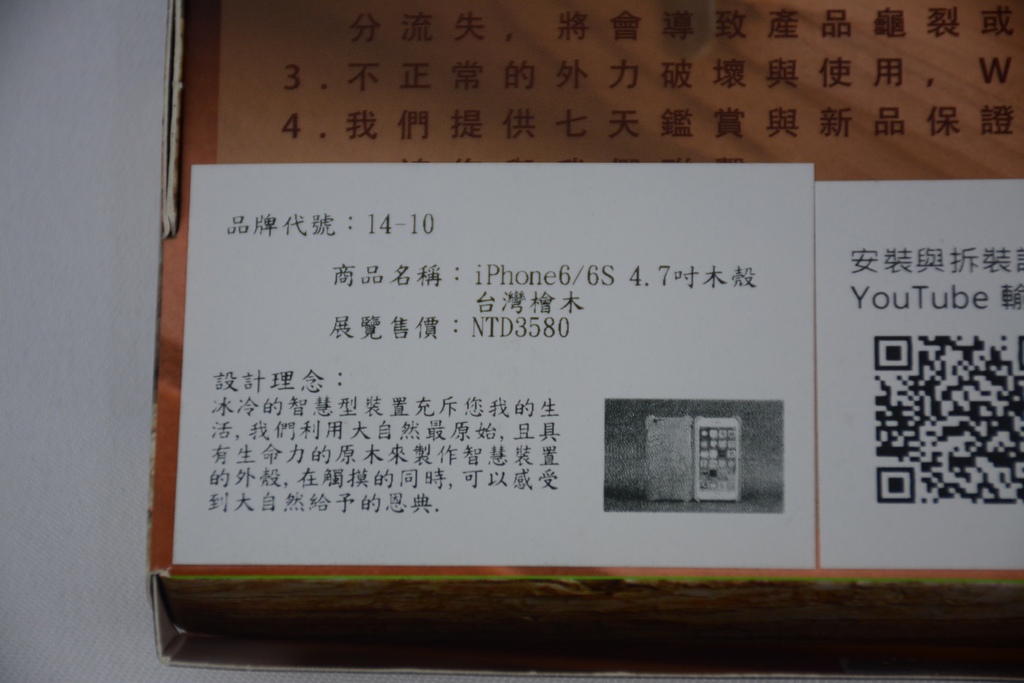 分流失，將會導致產品龜裂或
3.不正常的外力破壞與使用，W
4.我們提供七天鑑賞與新品保證
品牌代號：14-10
商品名稱：iPhone6/6S 4.7吋木殼
台灣檜木
展覽售價：NTD3580
設計理念：
冰冷的智慧型裝置充斥您我的生
活,我們利用大自然最原始,且具
有生命力的原木來製作智慧裝置
的外殼,在觸摸的同時,可以感受
到大自然給予的恩典.
安裝與拆裝
YouTube 輸